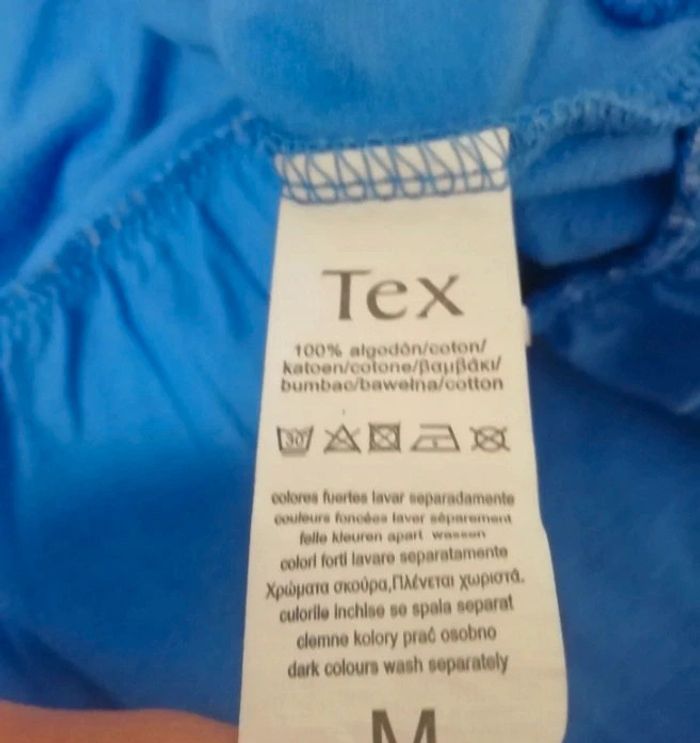 Tex
100% algodón/coton/
katoen/cotone/βαμβάκι/
bumbac/bawełna/cotton
30°
colores fuertes lavar separadamente
couleurs foncées laver séparément
felle kleuren apart wassen
colori forti lavare separatamente
Χρώματα σκούρα,Πλένεται χωριστά.
culorile inchise se spala separat
ciemne kolory prać osobno
dark colours wash separately
M